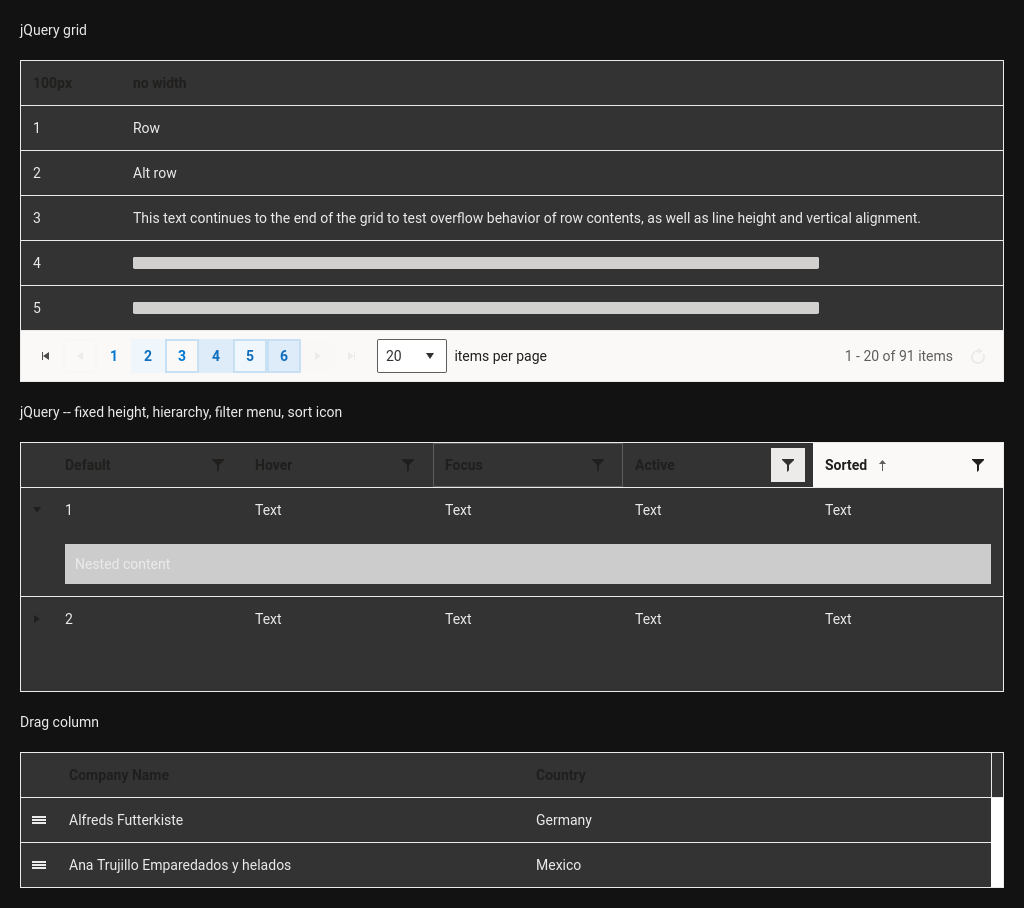 jQuery grid
100px no width
1 Row
2 Alt row
3 This text continues to the end of the grid to test overflow behavior of row contents, as well as line height and vertical alignment.
4
5
1 2 3 4 5 6 20 items per page 1 - 20 of 91 items
jQuery -- fixed height, hierarchy, filter menu, sort icon
Default Hover Focus Active Sorted
1 Text Text Text Text
Nested content
2 Text Text Text Text
Drag column
Company Name Country
Alfreds Futterkiste Germany
Ana Trujillo Emparedados y helados Mexico